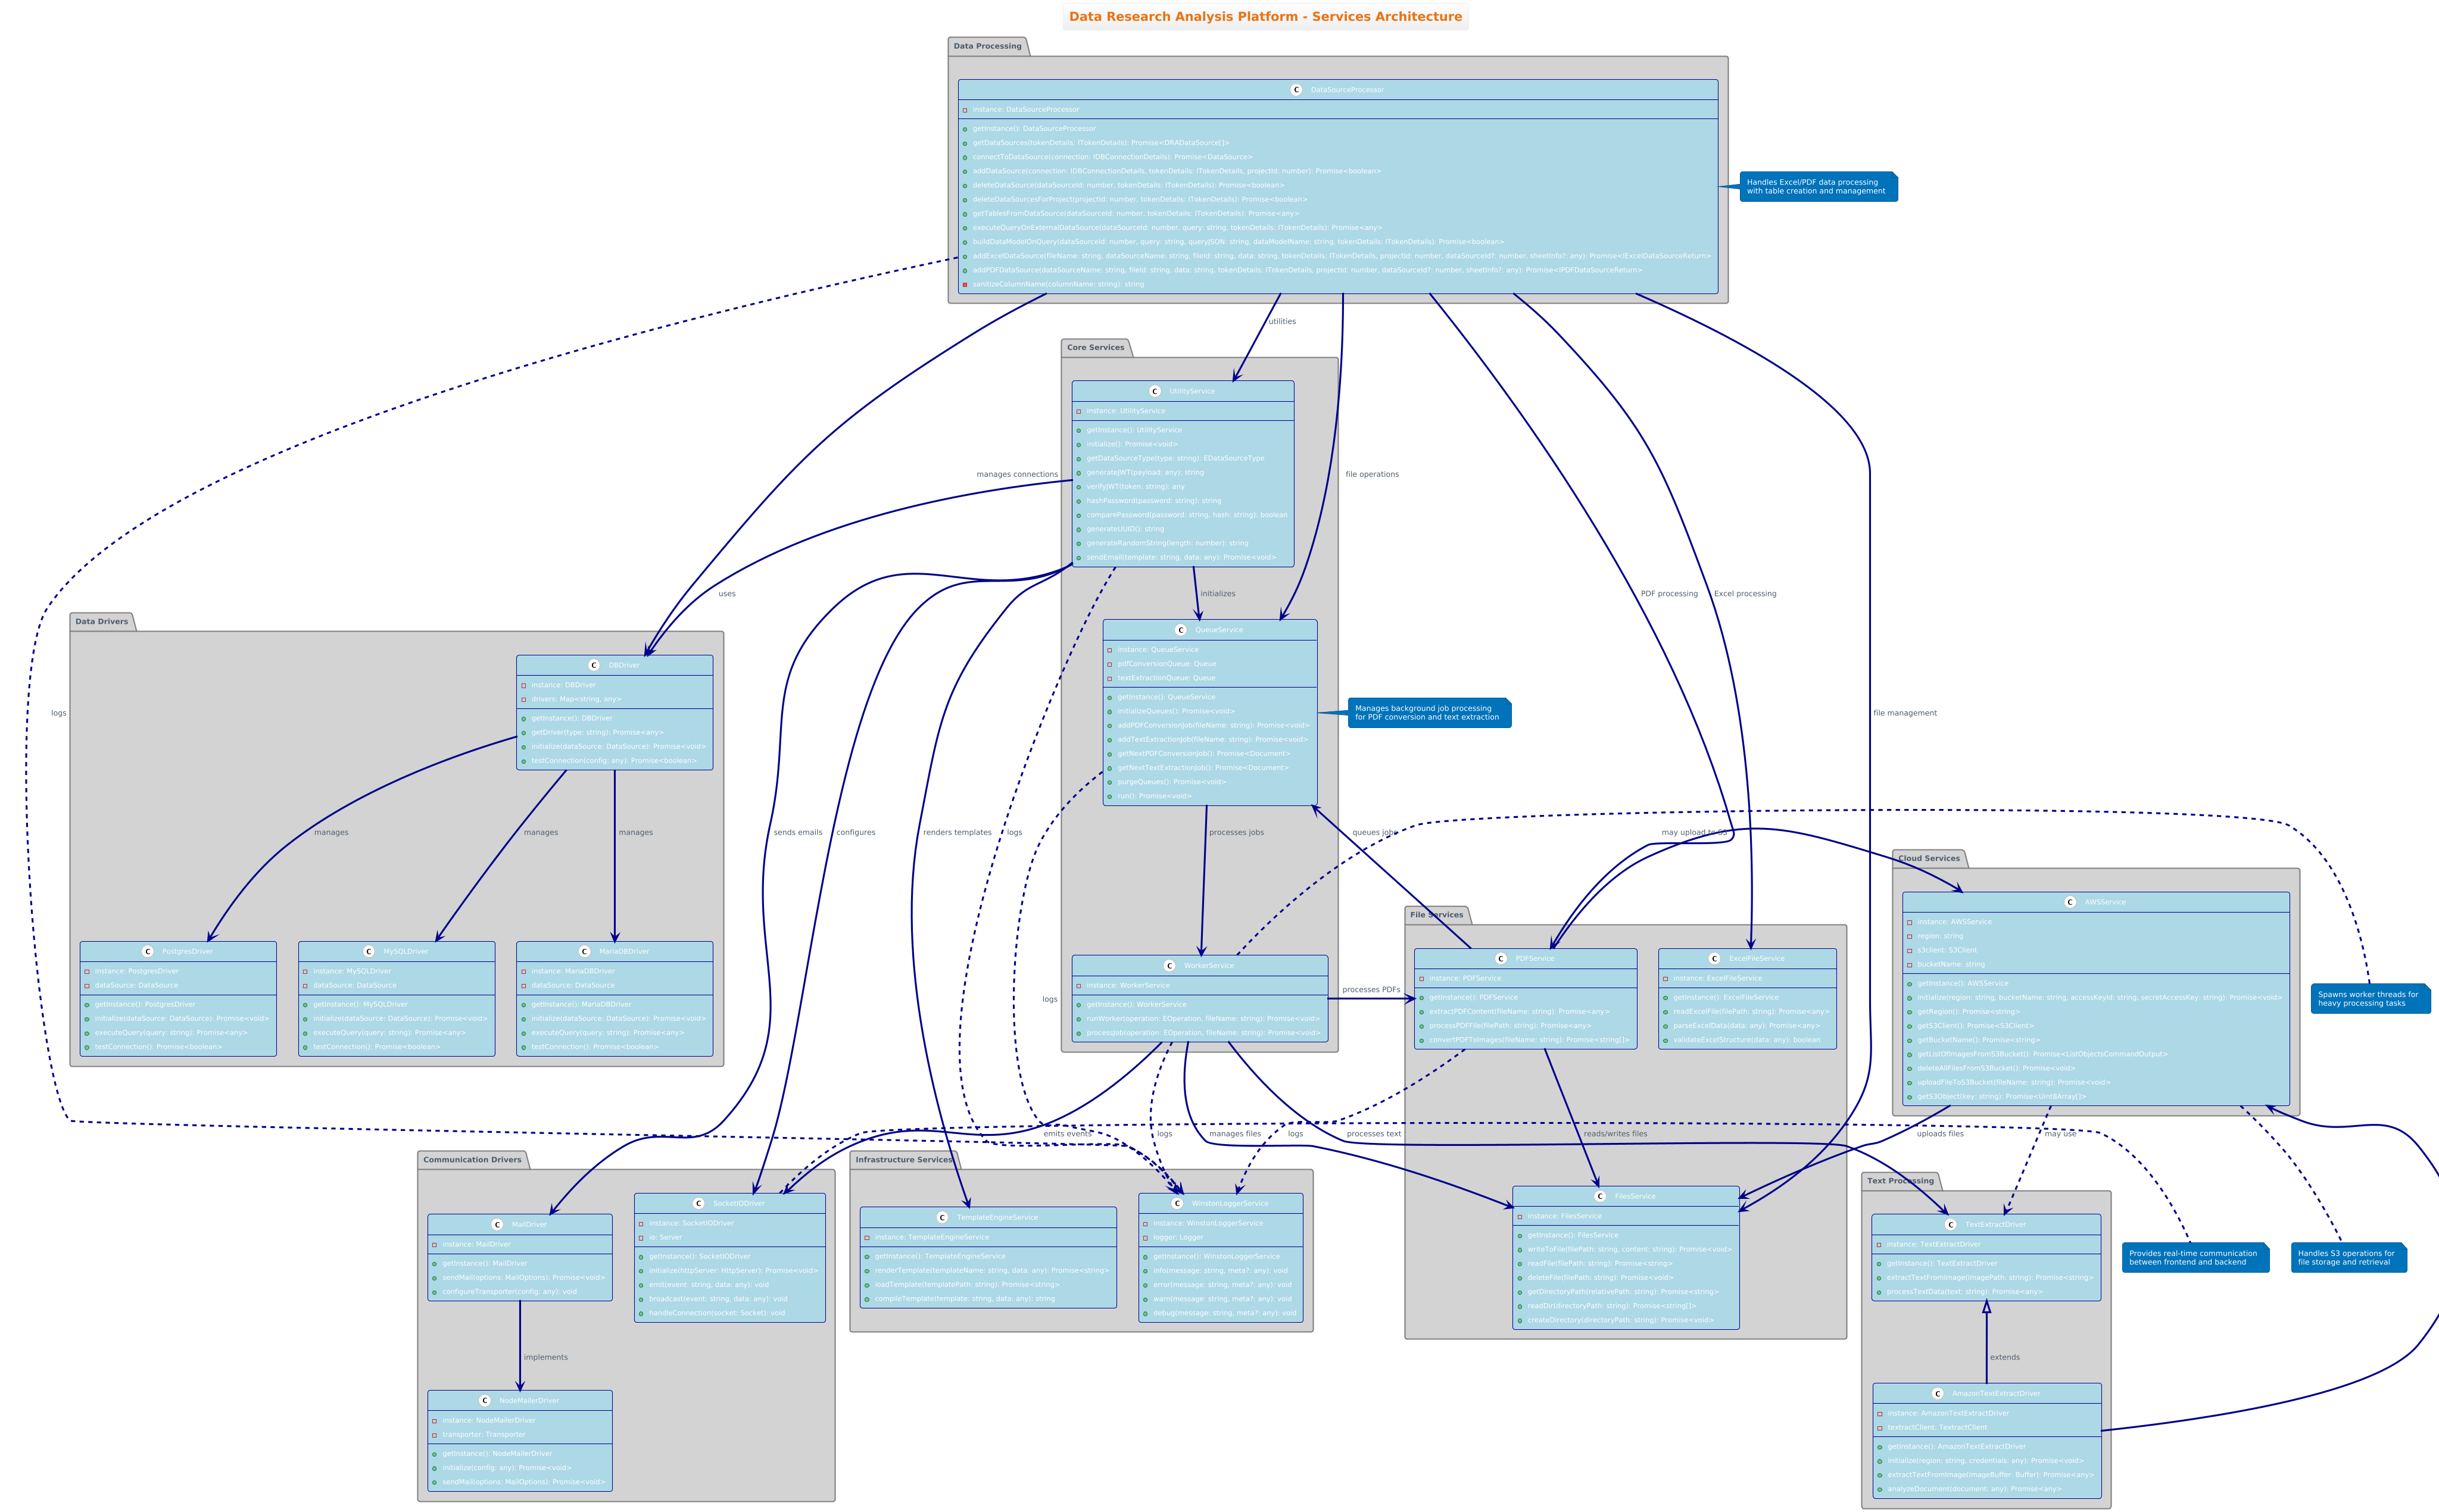 Data Research Analysis Platform - Services Architecture
Data Processing
DataSourceProcessor
instance: DataSourceProcessor
getInstance(): DataSourceProcessor
getDataSources(tokenDetails: ITokenDetails): Promise<DRADataSource[]>
connectToDataSource(connection: IDBConnectionDetails): Promise<DataSource>
addDataSource(connection: IDBConnectionDetails, tokenDetails: ITokenDetails, projectId: number): Promise<boolean>
deleteDataSource(dataSourceId: number, tokenDetails: ITokenDetails): Promise<boolean>
deleteDataSourcesForProject(projectId: number, tokenDetails: ITokenDetails): Promise<boolean>
getTablesFromDataSource(dataSourceId: number, tokenDetails: ITokenDetails): Promise<any>
executeQueryOnExternalDataSource(dataSourceId: number, query: string, tokenDetails: ITokenDetails): Promise<any>
buildDataModelOnQuery(dataSourceId: number, query: string, queryJSON: string, dataModelName: string, tokenDetails: ITokenDetails): Promise<boolean>
addExcelDataSource(fileName: string, dataSourceName: string, fileId: string, data: string, tokenDetails: ITokenDetails, projectId: number, dataSourceId?: number, sheetInfo?: any): Promise<IExcelDataSourceReturn>
addPDFDataSource(dataSourceName: string, fileId: string, data: string, tokenDetails: ITokenDetails, projectId: number, dataSourceId?: number, sheetInfo?: any): Promise<IPDFDataSourceReturn>
sanitizeColumnName(columnName: string): string
Handles Excel/PDF data processing
with table creation and management
utilities
Core Services
UtilityService
instance: UtilityService
getInstance(): UtilityService
initialize(): Promise<void>
getDataSourceType(type: string): EDataSourceType
generateJWT(payload: any): string
verifyJWT(token: string): any
hashPassword(password: string): string
comparePassword(password: string, hash: string): boolean
generateUUID(): string
generateRandomString(length: number): string
sendEmail(template: string, data: any): Promise<void>
manages connections
file operations
uses
initializes
PDF processing
Excel processing
logs
file management
QueueService
instance: QueueService
pdfConversionQueue: Queue
textExtractionQueue: Queue
getInstance(): QueueService
initializeQueues(): Promise<void>
addPDFConversionJob(fileName: string): Promise<void>
addTextExtractionJob(fileName: string): Promise<void>
getNextPDFConversionJob(): Promise<Document>
getNextTextExtractionJob(): Promise<Document>
purgeQueues(): Promise<void>
run(): Promise<void>
Manages background job processing
for PDF conversion and text extraction
Data Drivers
DBDriver
instance: DBDriver
drivers: Map<string, any>
getInstance(): DBDriver
getDriver(type: string): Promise<any>
initialize(dataSource: DataSource): Promise<void>
testConnection(config: any): Promise<boolean>
manages
manages
manages
sends emails
configures
renders templates
logs
processes jobs
queues jobs
may upload to S3
PostgresDriver
instance: PostgresDriver
dataSource: DataSource
getInstance(): PostgresDriver
initialize(dataSource: DataSource): Promise<void>
executeQuery(query: string): Promise<any>
testConnection(): Promise<boolean>
MySQLDriver
instance: MySQLDriver
dataSource: DataSource
getInstance(): MySQLDriver
initialize(dataSource: DataSource): Promise<void>
executeQuery(query: string): Promise<any>
testConnection(): Promise<boolean>
MariaDBDriver
instance: MariaDBDriver
dataSource: DataSource
getInstance(): MariaDBDriver
initialize(dataSource: DataSource): Promise<void>
executeQuery(query: string): Promise<any>
testConnection(): Promise<boolean>
logs
WorkerService
instance: WorkerService
getInstance(): WorkerService
runWorker(operation: EOperation, fileName: string): Promise<void>
processJob(operation: EOperation, fileName: string): Promise<void>
processes PDFs
File Services
PDFService
instance: PDFService
getInstance(): PDFService
extractPDFContent(fileName: string): Promise<any>
processPDFFile(filePath: string): Promise<any>
convertPDFToImages(fileName: string): Promise<string[]>
ExcelFileService
instance: ExcelFileService
getInstance(): ExcelFileService
readExcelFile(filePath: string): Promise<any>
parseExcelData(data: any): Promise<any>
validateExcelStructure(data: any): boolean
Cloud Services
AWSService
instance: AWSService
region: string
s3client: S3Client
bucketName: string
getInstance(): AWSService
initialize(region: string, bucketName: string, accessKeyId: string, secretAccessKey: string): Promise<void>
getRegion(): Promise<string>
getS3Client(): Promise<S3Client>
getBucketName(): Promise<string>
getListOfImagesFromS3Bucket(): Promise<ListObjectsCommandOutput>
deleteAllFilesFromS3Bucket(): Promise<void>
uploadFileToS3Bucket(fileName: string): Promise<void>
getS3Object(key: string): Promise<Uint8Array[]>
Spawns worker threads for
heavy processing tasks
emits events
logs
manages files
logs
processes text
reads/writes files
uploads files
may use
Communication Drivers
MailDriver
instance: MailDriver
getInstance(): MailDriver
sendMail(options: MailOptions): Promise<void>
configureTransporter(config: any): void
SocketIODriver
instance: SocketIODriver
io: Server
getInstance(): SocketIODriver
initialize(httpServer: HttpServer): Promise<void>
emit(event: string, data: any): void
broadcast(event: string, data: any): void
handleConnection(socket: Socket): void
implements
NodeMailerDriver
instance: NodeMailerDriver
transporter: Transporter
getInstance(): NodeMailerDriver
initialize(config: any): Promise<void>
sendMail(options: MailOptions): Promise<void>
Infrastructure Services
TemplateEngineService
instance: TemplateEngineService
getInstance(): TemplateEngineService
renderTemplate(templateName: string, data: any): Promise<string>
loadTemplate(templatePath: string): Promise<string>
compileTemplate(template: string, data: any): string
WinstonLoggerService
instance: WinstonLoggerService
logger: Logger
getInstance(): WinstonLoggerService
info(message: string, meta?: any): void
error(message: string, meta?: any): void
warn(message: string, meta?: any): void
debug(message: string, meta?: any): void
FilesService
instance: FilesService
getInstance(): FilesService
writeToFile(filePath: string, content: string): Promise<void>
readFile(filePath: string): Promise<string>
deleteFile(filePath: string): Promise<void>
getDirectoryPath(relativePath: string): Promise<string>
readDir(directoryPath: string): Promise<string[]>
createDirectory(directoryPath: string): Promise<void>
Text Processing
TextExtractDriver
instance: TextExtractDriver
getInstance(): TextExtractDriver
extractTextFromImage(imagePath: string): Promise<string>
processTextData(text: string): Promise<any>
Provides real-time communication
between frontend and backend
Handles S3 operations for
file storage and retrieval
extends
AmazonTextExtractDriver
instance: AmazonTextExtractDriver
textractClient: TextractClient
getInstance(): AmazonTextExtractDriver
initialize(region: string, credentials: any): Promise<void>
extractTextFromImage(imageBuffer: Buffer): Promise<any>
analyzeDocument(document: any): Promise<any>